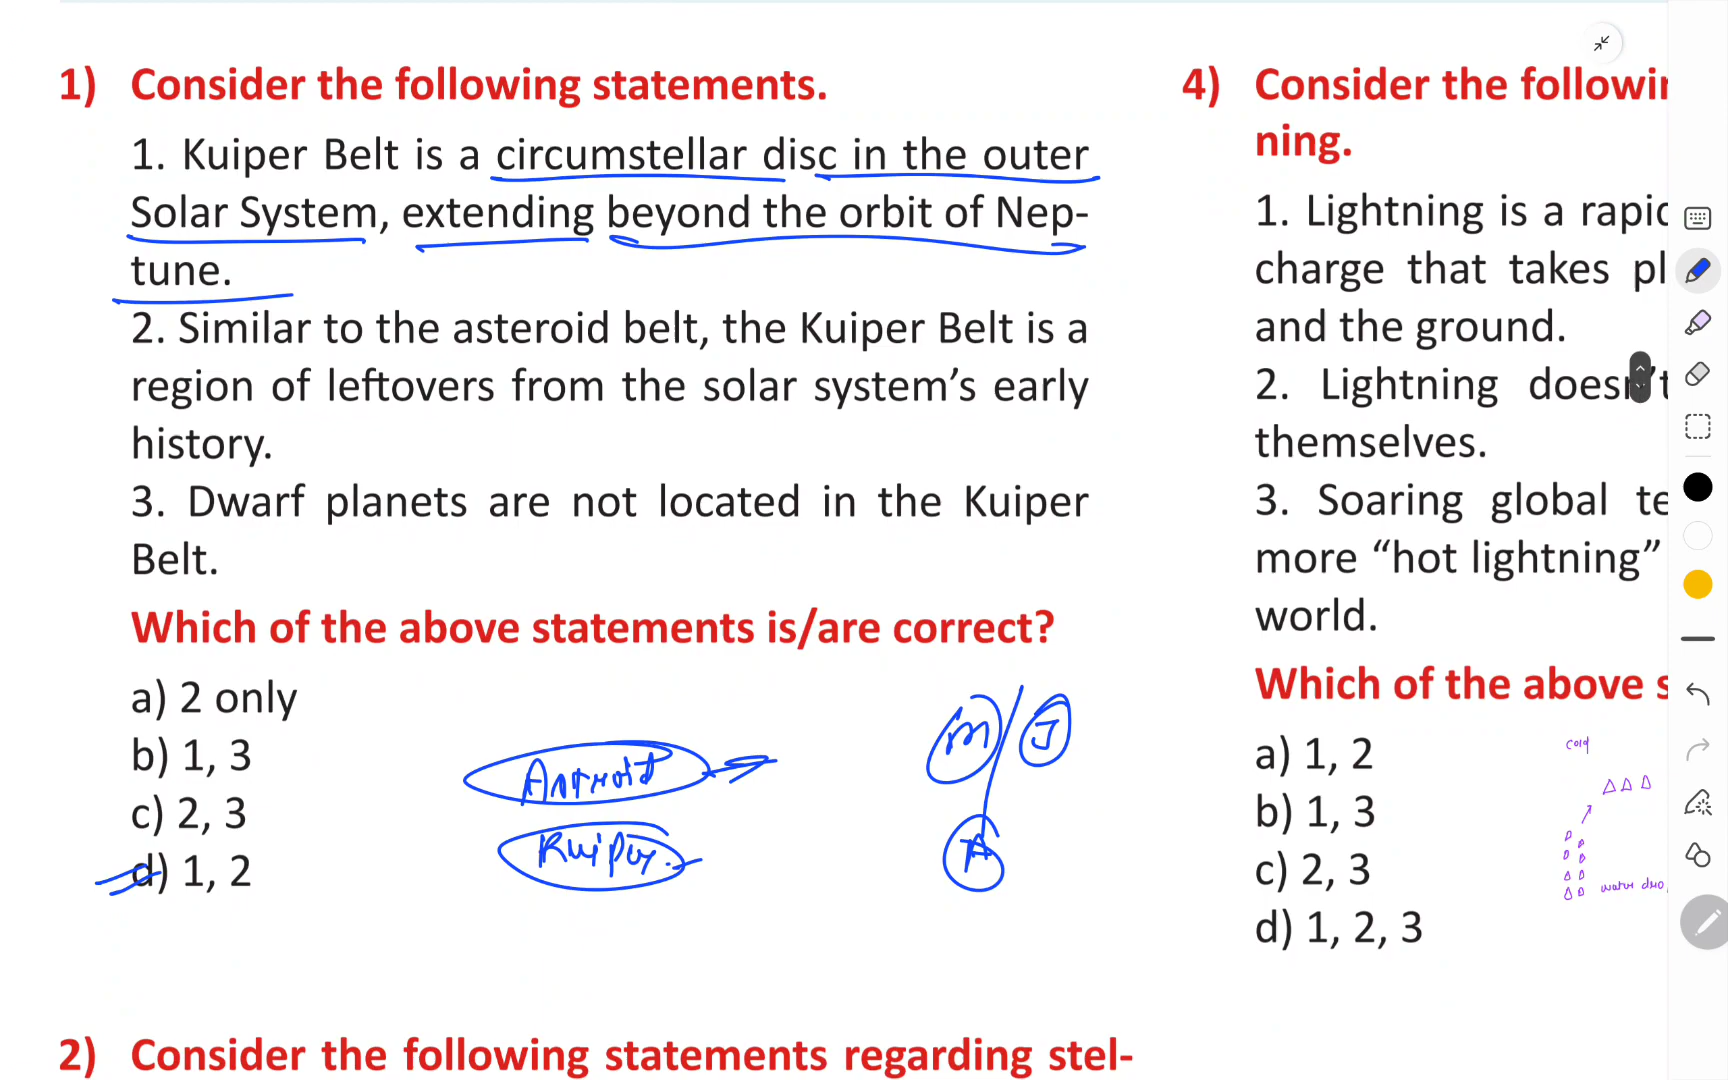 1) Consider the following statements.
1. Kuiper Belt is a circumstellar disc in the outer
Solar System, extending beyond the orbit of Nep-
tune.
2. Similar to the asteroid belt, the Kuiper Belt is a
region of leftovers from the solar system’s early
history.
3. Dwarf planets are not located in the Kuiper
Belt.
Which of the above statements is/are correct?
a) 2 only
b) 1, 3
c) 2, 3
d) 1, 2
Kuiper
m J
A
2) Consider the following statements regarding stel-
4) Consider the followin
ning.
1. Lightning is a rapid
charge that takes pl
and the ground.
2. Lightning doesn’t
themselves.
3. Soaring global te
more “hot lightning”
world.
Which of the above s
a) 1, 2
b) 1, 3
c) 2, 3
d) 1, 2, 3
cold
water dro